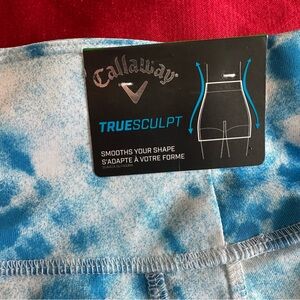 Callaway
TRUESCULPT
SMOOTHS YOUR SHAPE
S'ADAPTE À VOTRE FORME